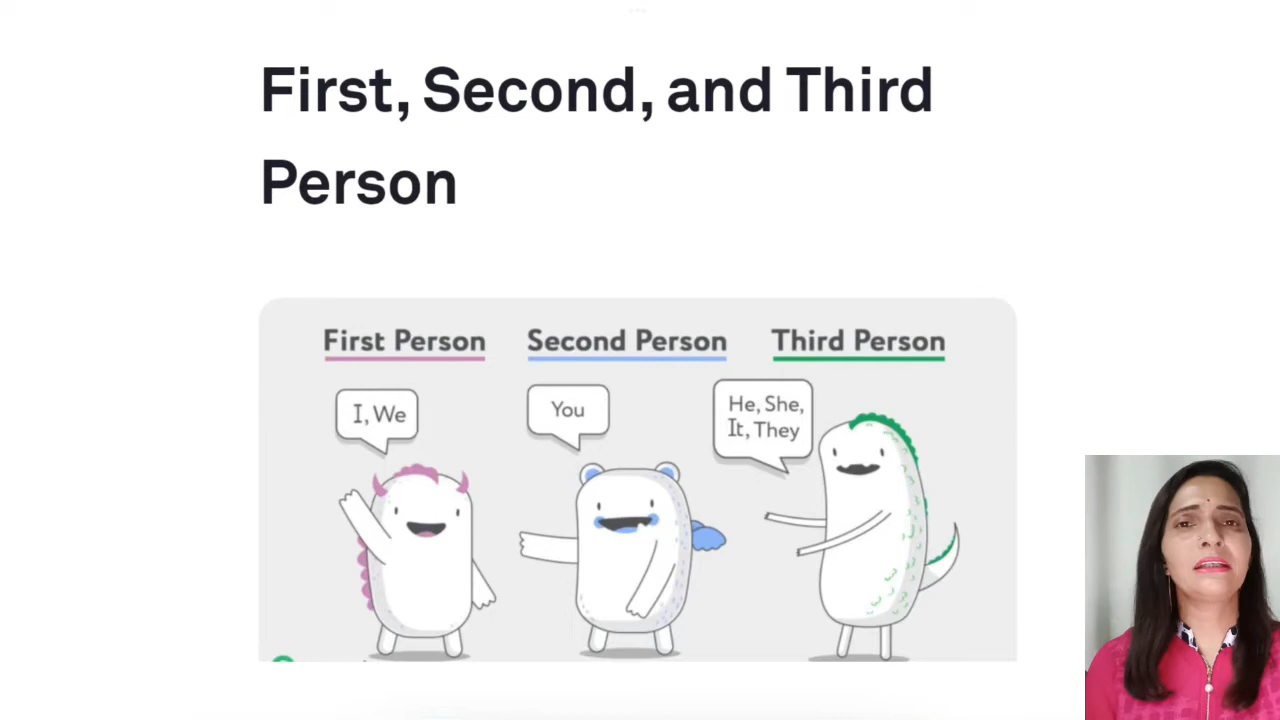 First, Second, and Third
Person
First Person
Second Person
Third Person
I, We
You
He, She,
It, They